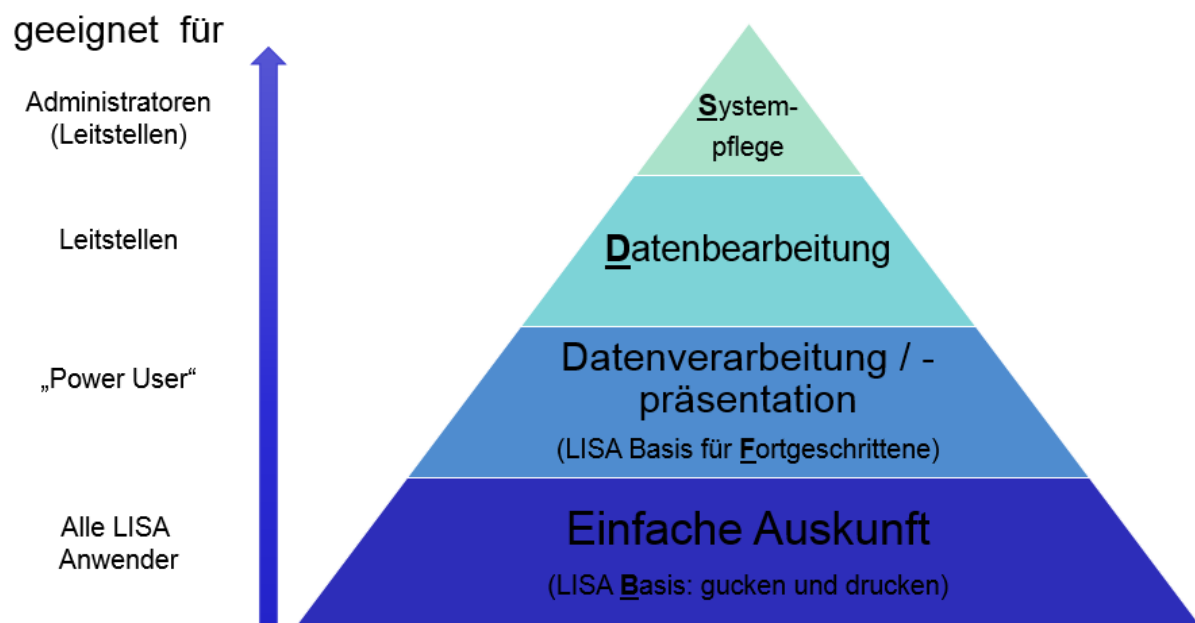 geeignet für
Administratoren
(Leitstellen)
System-
pflege
Leitstellen
Datenbearbeitung
„Power User“
Datenverarbeitung / -
präsentation
(LISA Basis für Fortgeschrittene)
Alle LISA
Anwender
Einfache Auskunft
(LISA Basis: gucken und drucken)